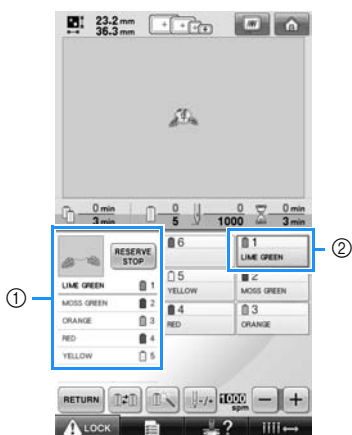 23.2 mm
36.3 mm
0 min
3 min
0
5
0
1000
0 min
3 min
RESERVE STOP
LIME GREEN 1
MOSS GREEN 2
ORANGE 3
RED 4
YELLOW 5
6
1
LIME GREEN
5
YELLOW
2
MOSS GREEN
4
RED
3
ORANGE
①
②
RETURN
-/+
1000 spm
− +
LOCK
?